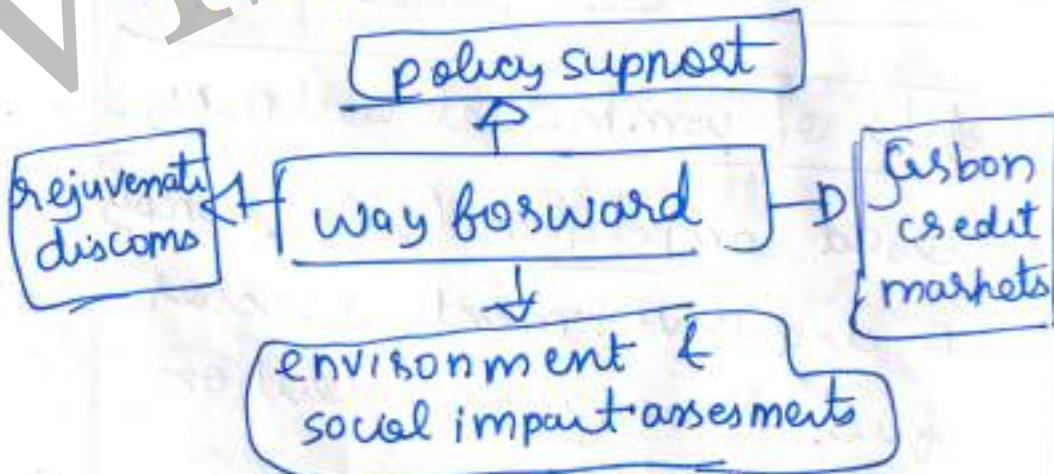 policy support
rejuvenati
discoms
way forward
Carbon
credit
markets
environment &
social impact assesments